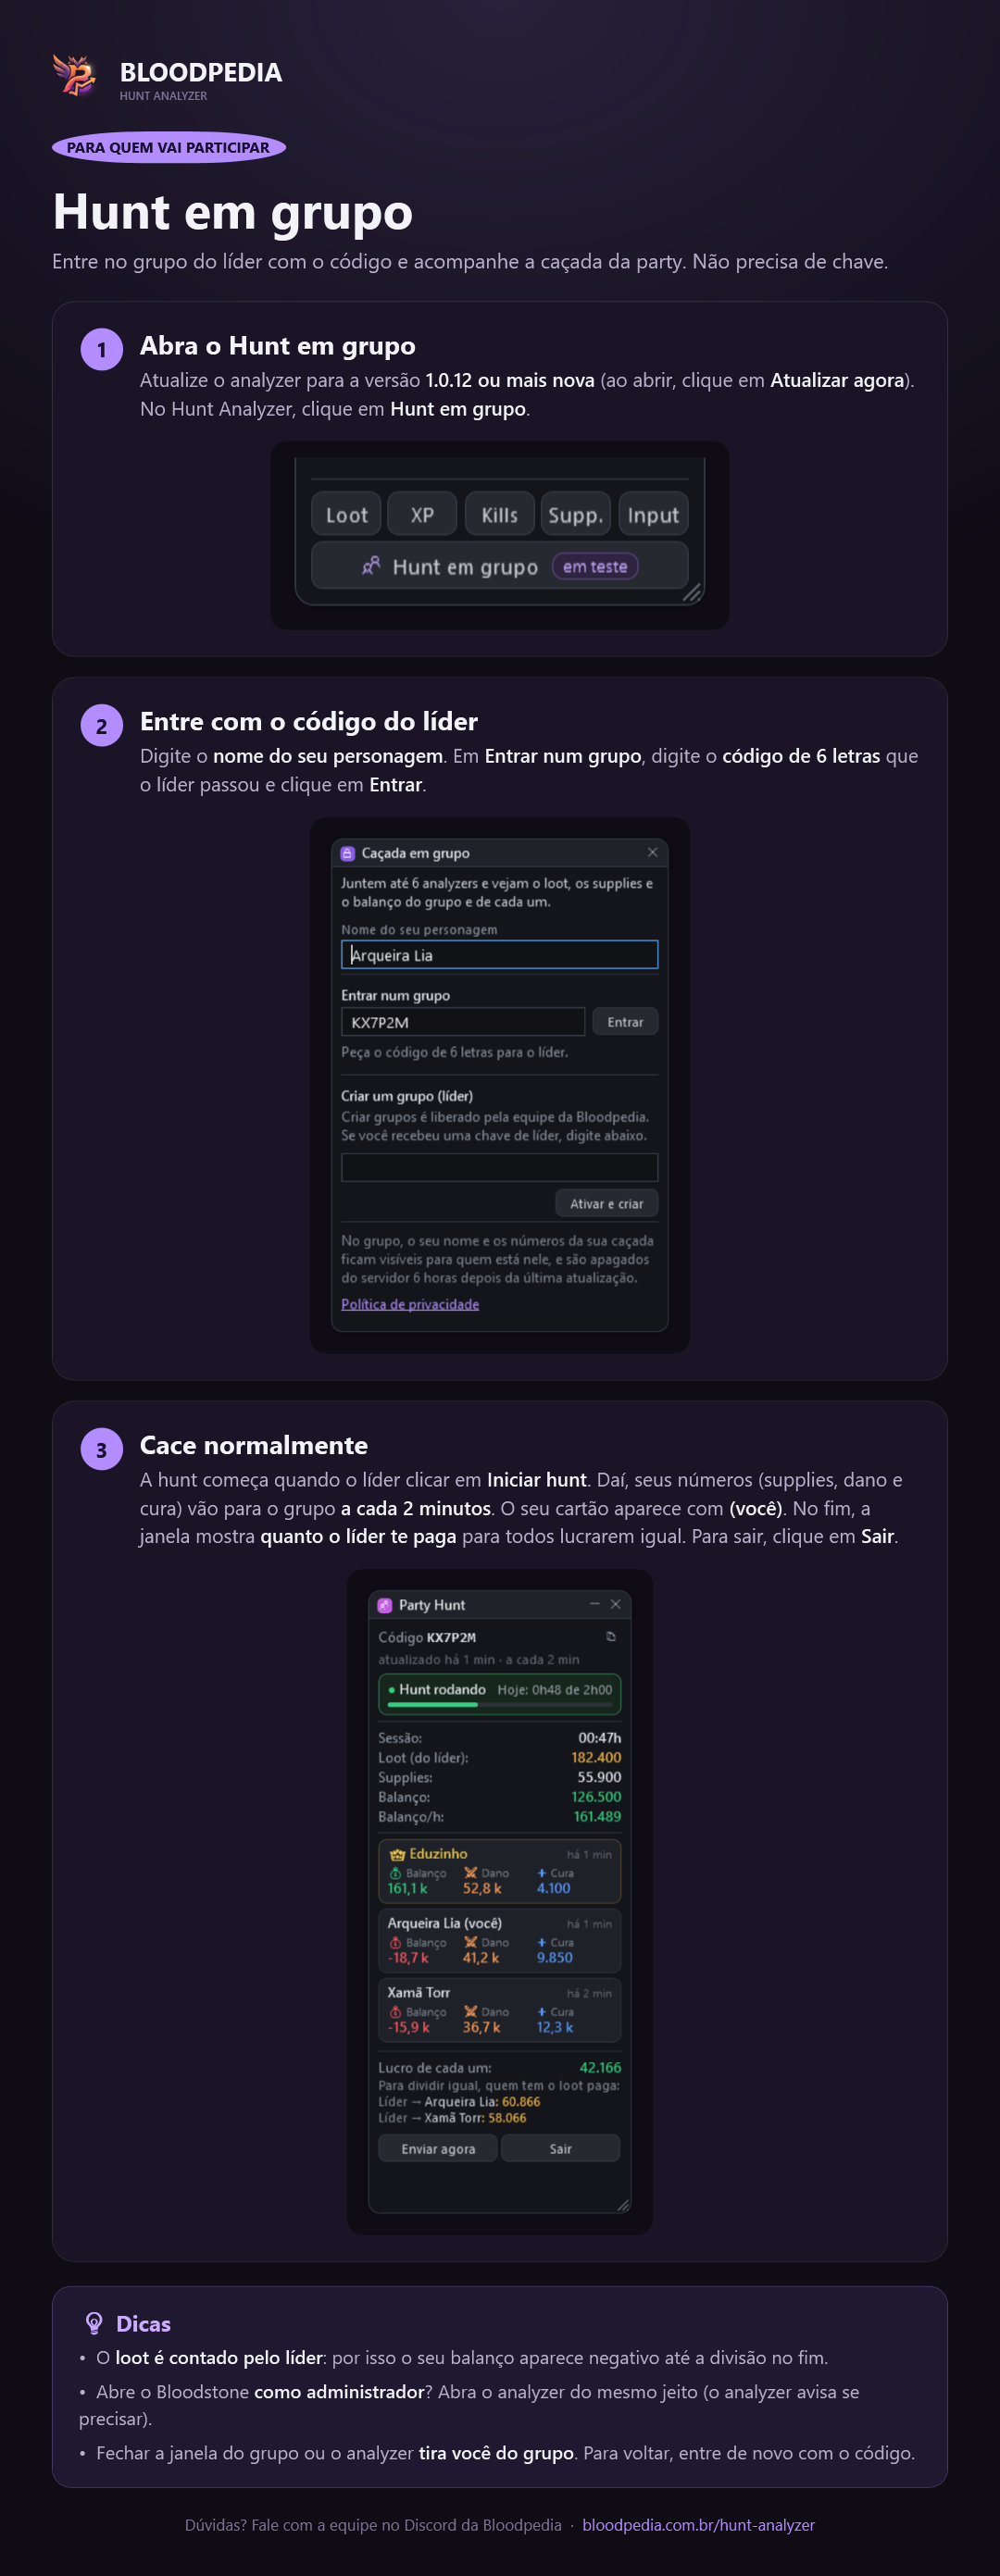 BLOODPEDIA
HUNT ANALYZER
PARA QUEM VAI PARTICIPAR
Hunt em grupo
Entre no grupo do líder com o código e acompanhe a caçada da party. Não precisa de chave.
1
Abra o Hunt em grupo
Atualize o analyzer para a versão 1.0.12 ou mais nova (ao abrir, clique em Atualizar agora).
No Hunt Analyzer, clique em Hunt em grupo.
Loot XP Kills Supp. Input
Hunt em grupo em teste
2
Entre com o código do líder
Digite o nome do seu personagem. Em Entrar num grupo, digite o código de 6 letras que
o líder passou e clique em Entrar.
Caçada em grupo
Juntem até 6 analyzers e vejam o loot, os supplies e
o balanço do grupo e de cada um.
Nome do seu personagem
Arqueira Lia
Entrar num grupo
KX7P2M Entrar
Peça o código de 6 letras para o líder.
Criar um grupo (líder)
Criar grupos é liberado pela equipe da Bloodpedia.
Se você recebeu uma chave de líder, digite abaixo.
Ativar e criar
No grupo, o seu nome e os números da sua caçada
ficam visíveis para quem está nele, e são apagados
do servidor 6 horas depois da última atualização.
Política de privacidade
3
Cace normalmente
A hunt começa quando o líder clicar em Iniciar hunt. Daí, seus números (supplies, dano e
cura) vão para o grupo a cada 2 minutos. O seu cartão aparece com (você). No fim, a
janela mostra quanto o líder te paga para todos lucrarem igual. Para sair, clique em Sair.
Party Hunt
Código KX7P2M
atualizado há 1 min · a cada 2 min
Hunt rodando Hoje: 0h48 de 2h00
Sessão: 00:47h
Loot (do líder): 182.400
Supplies: 55.900
Balanço: 126.500
Balanço/h: 161.489
Eduzinho há 1 min
Balanço Dano Cura
161,1 k 52,8 k 4.100
Arqueira Lia (você) há 1 min
Balanço Dano Cura
-18,7 k 41,2 k 9.850
Xamã Torr há 2 min
Balanço Dano Cura
-15,9 k 36,7 k 12,3 k
Lucro de cada um: 42.166
Para dividir igual, quem tem o loot paga:
Líder → Arqueira Lia: 60.866
Líder → Xamã Torr: 58.066
Enviar agora Sair
Dicas
• O loot é contado pelo líder: por isso o seu balanço aparece negativo até a divisão no fim.
• Abre o Bloodstone como administrador? Abra o analyzer do mesmo jeito (o analyzer avisa se
precisar).
• Fechar a janela do grupo ou o analyzer tira você do grupo. Para voltar, entre de novo com o código.
Dúvidas? Fale com a equipe no Discord da Bloodpedia · bloodpedia.com.br/hunt-analyzer